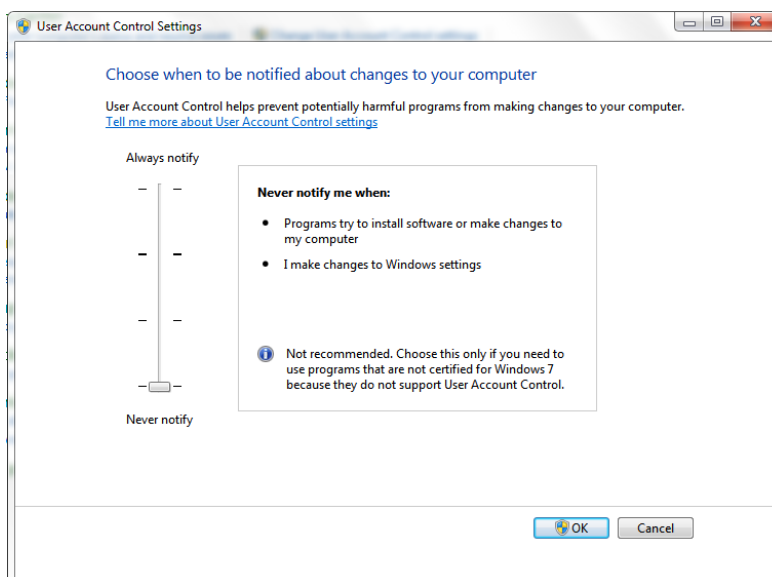 User Account Control Settings
Choose when to be notified about changes to your computer
User Account Control helps prevent potentially harmful programs from making changes to your computer.
Tell me more about User Account Control settings
Always notify
Never notify me when:
Programs try to install software or make changes to
my computer
I make changes to Windows settings
Not recommended. Choose this only if you need to
use programs that are not certified for Windows 7
because they do not support User Account Control.
Never notify
OK
Cancel